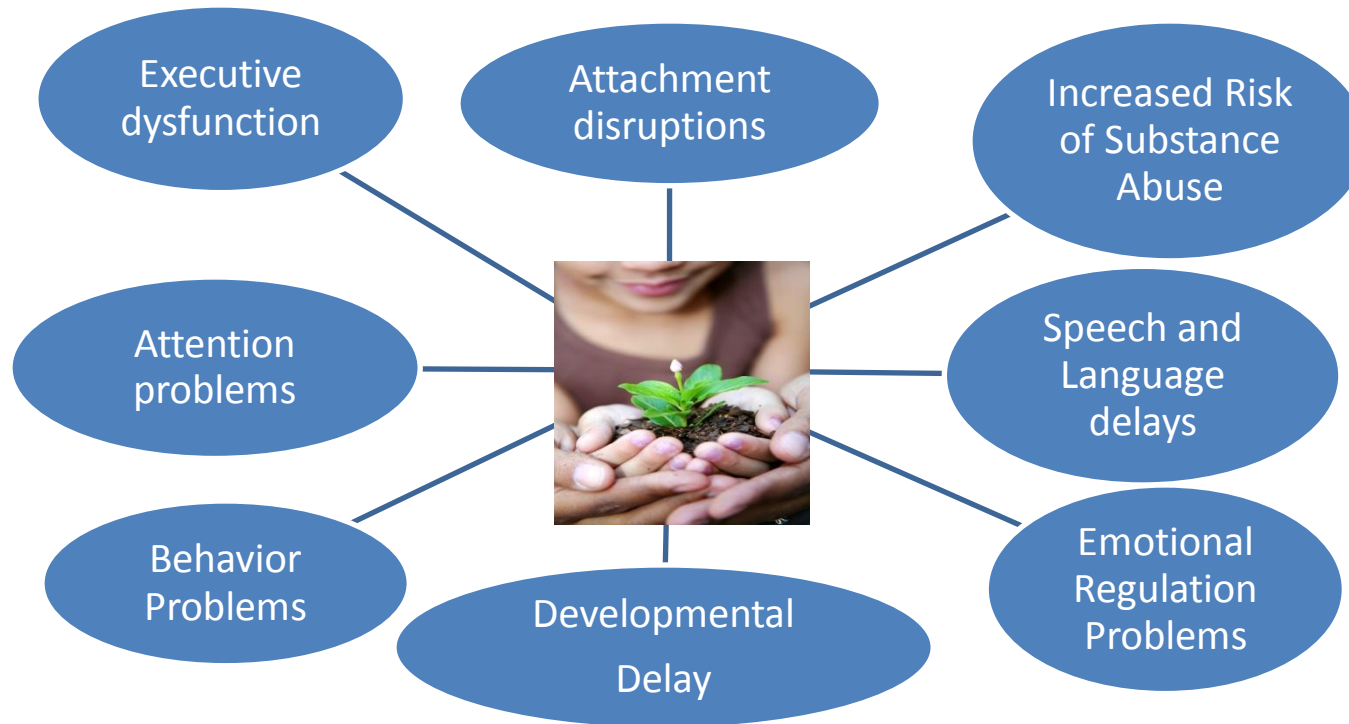 Executive
dysfunction
Attachment
disruptions
Increased Risk
of Substance
Abuse
Attention
problems
Speech and
Language
delays
Behavior
Problems
Developmental
Delay
Emotional
Regulation
Problems